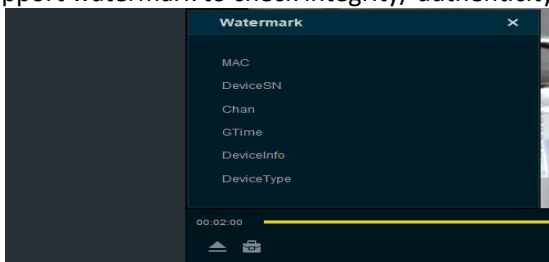 pport watermark to check integrity/ authenticity
Watermark ×
MAC
DeviceSN
Chan
GTime
DeviceInfo
DeviceType
00:02:00